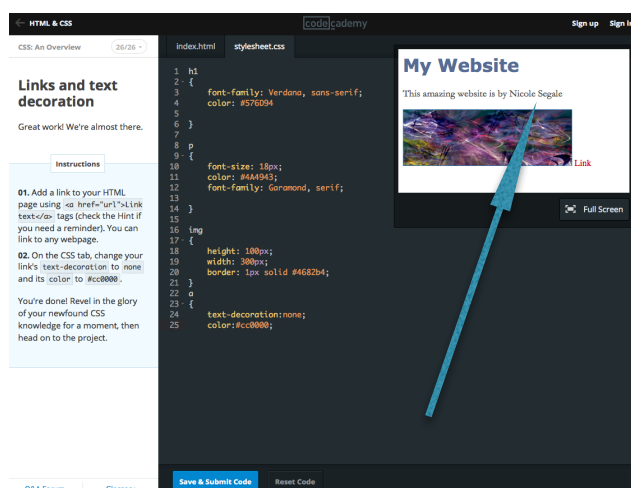 HTML & CSS
codecademy
Sign up Sign in
CSS: An Overview
26/26
index.html
stylesheet.css
Links and text
decoration
Great work! We're almost there.
Instructions
01. Add a link to your HTML
page using <a href="url">Link
text</a> tags (check the Hint if
you need a reminder). You can
link to any webpage.
02. On the CSS tab, change your
link's text-decoration to none
and its color to #cc0000.
You're done! Revel in the glory
of your newfound CSS
knowledge for a moment, then
head on to the project.
1 h1
2 {
3 font-family: Verdana, sans-serif;
4 color: #576D94
5
6 }
7
8 p
9 {
10 font-size: 18px;
11 color: #4A4943;
12 font-family: Garamond, serif;
13
14 }
15
16 img
17 {
18 height: 100px;
19 width: 300px;
20 border: 1px solid #4682b4;
21 }
22 a
23 {
24 text-decoration:none;
25 color:#cc0000;
My Website
This amazing website is by Nicole Segale
Link
Full Screen
Save & Submit Code
Reset Code